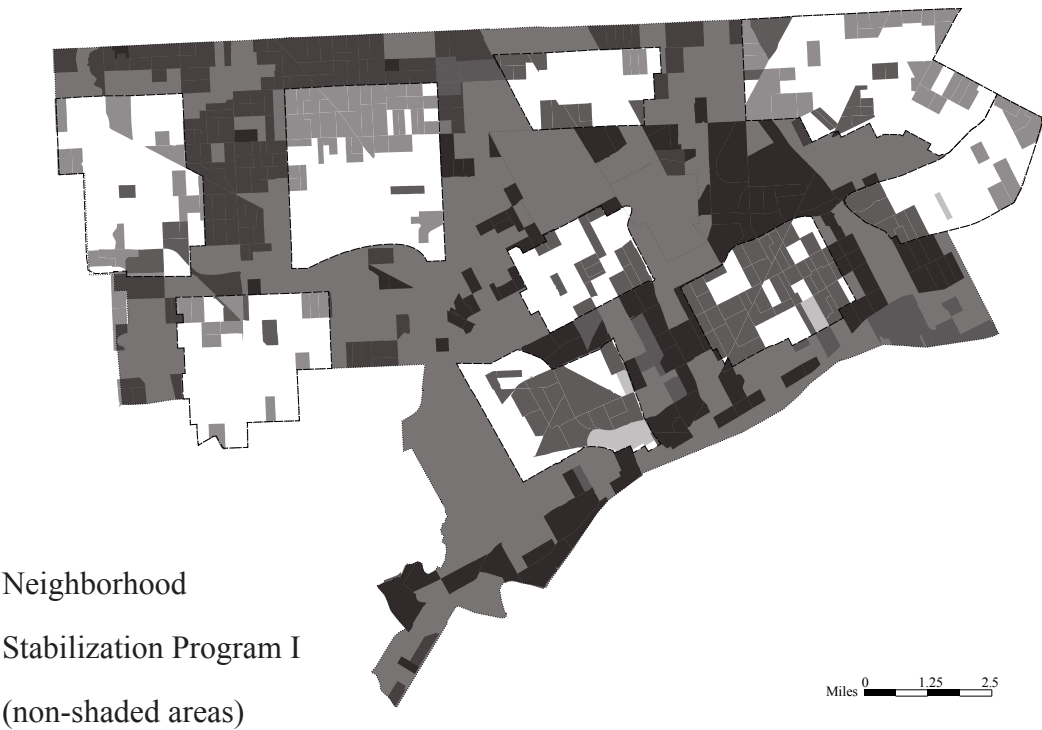 Neighborhood
Stabilization Program I
(non-shaded areas)
Miles 0 1.25 2.5